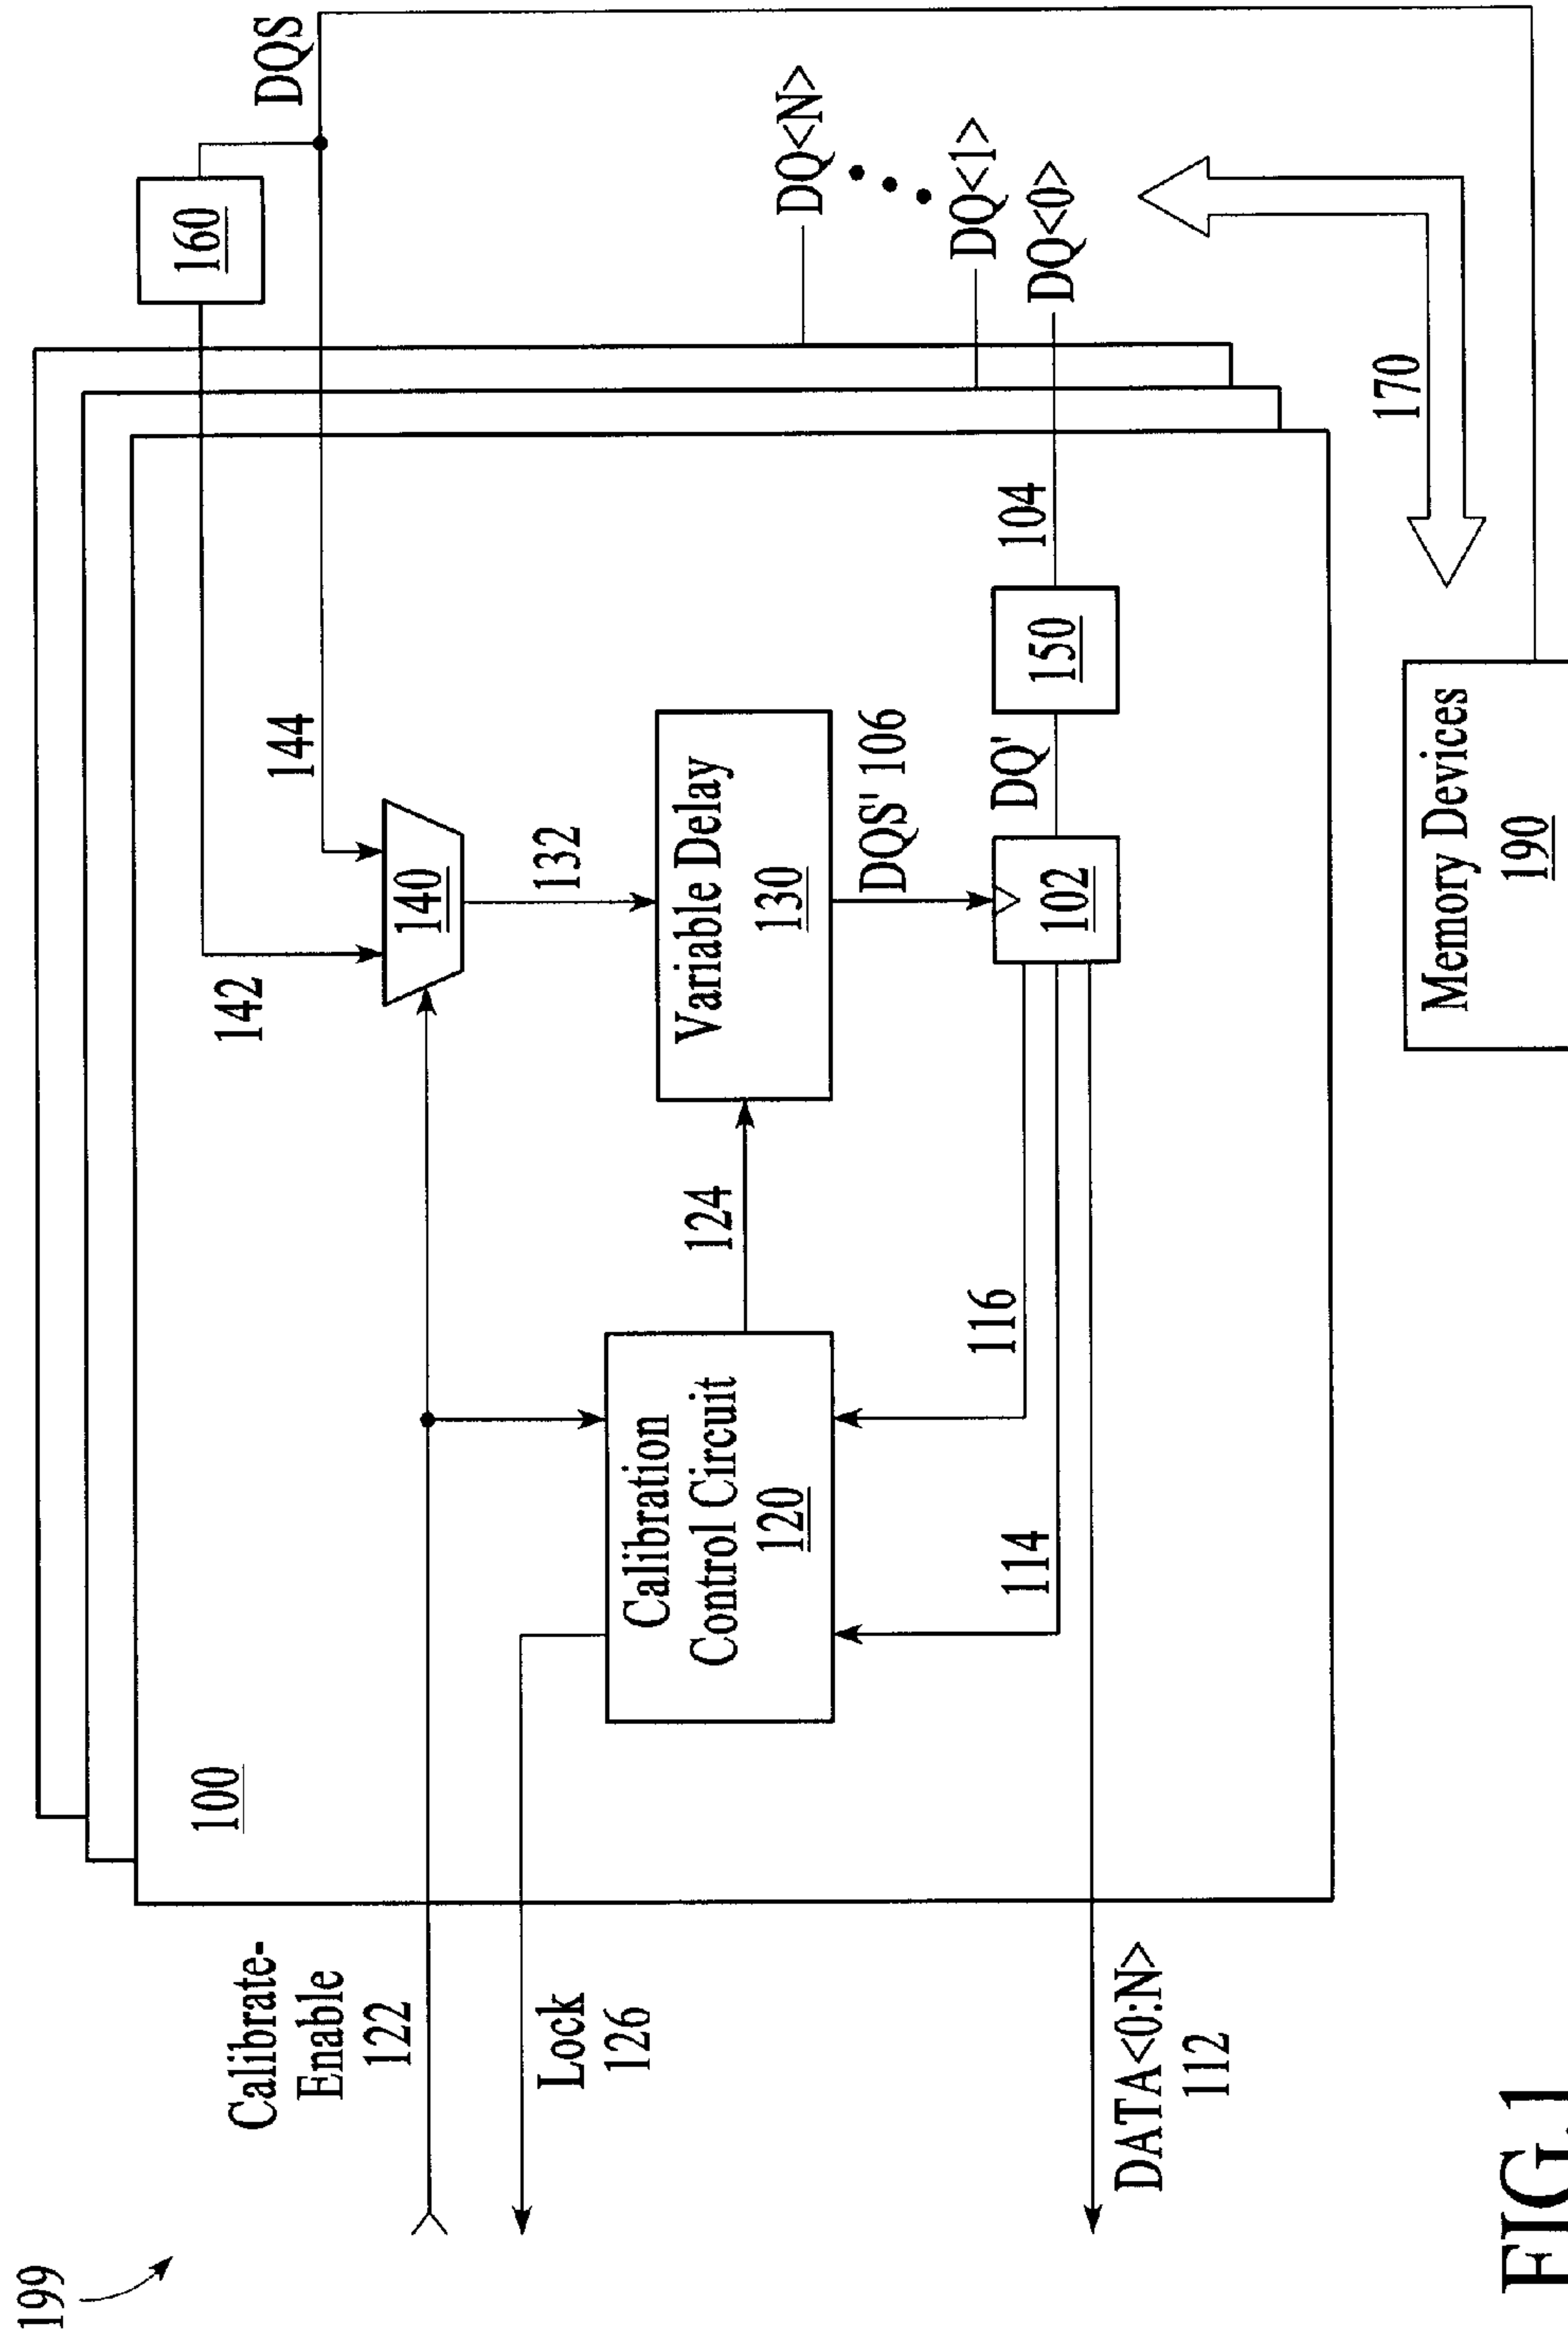 199
Calibrate-
Enable
122
Lock
126
DATA<0:N>
112
100
Calibration
Control Circuit
120
114
116
124
142
144
140
132
Variable Delay
130
DQS' 106
102
DQ'
150
104
160
DQS
DQ<N>
DQ<1>
DQ<0>
170
Memory Devices
190
FIG.1